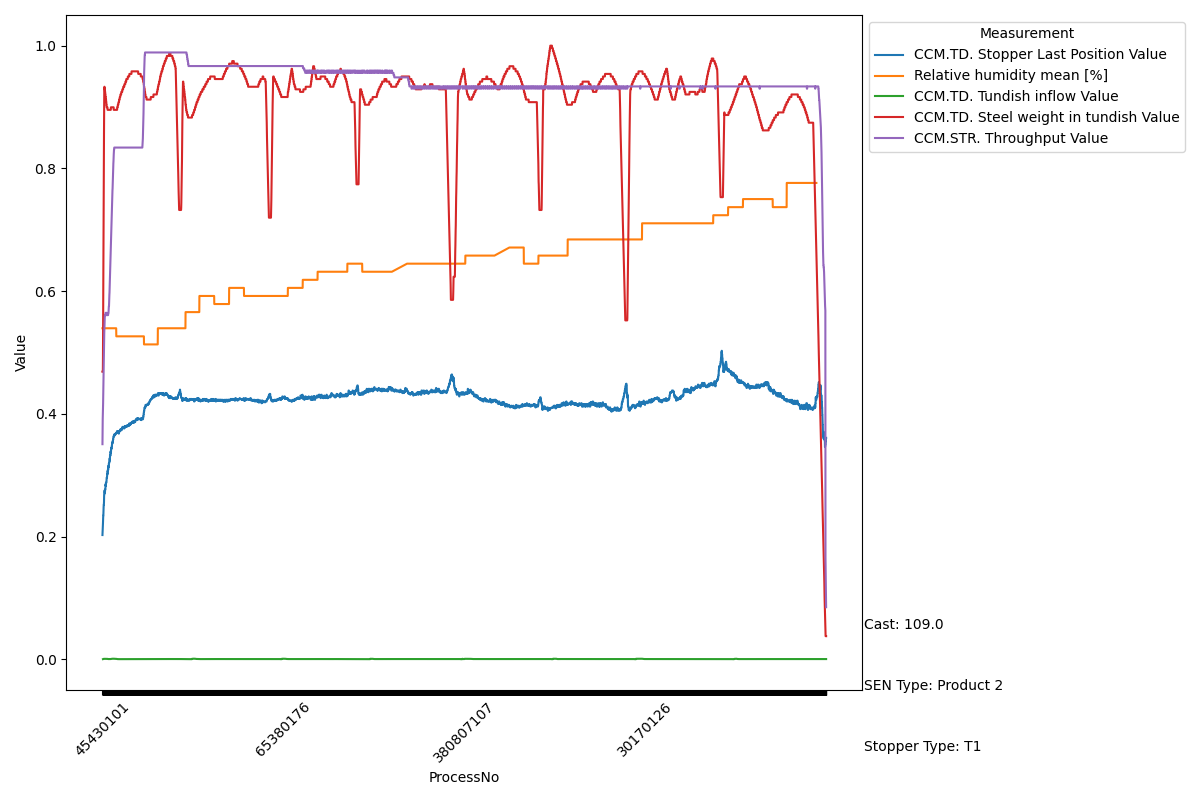 Measurement
CCM.TD. Stopper Last Position Value
Relative humidity mean [%]
CCM.TD. Tundish inflow Value
CCM.TD. Steel weight in tundish Value
CCM.STR. Throughput Value
1.0
0.8
0.6
0.4
0.2
0.0
Value
45430101
65380176
380807107
30170126
ProcessNo
Cast: 109.0
SEN Type: Product 2
Stopper Type: T1